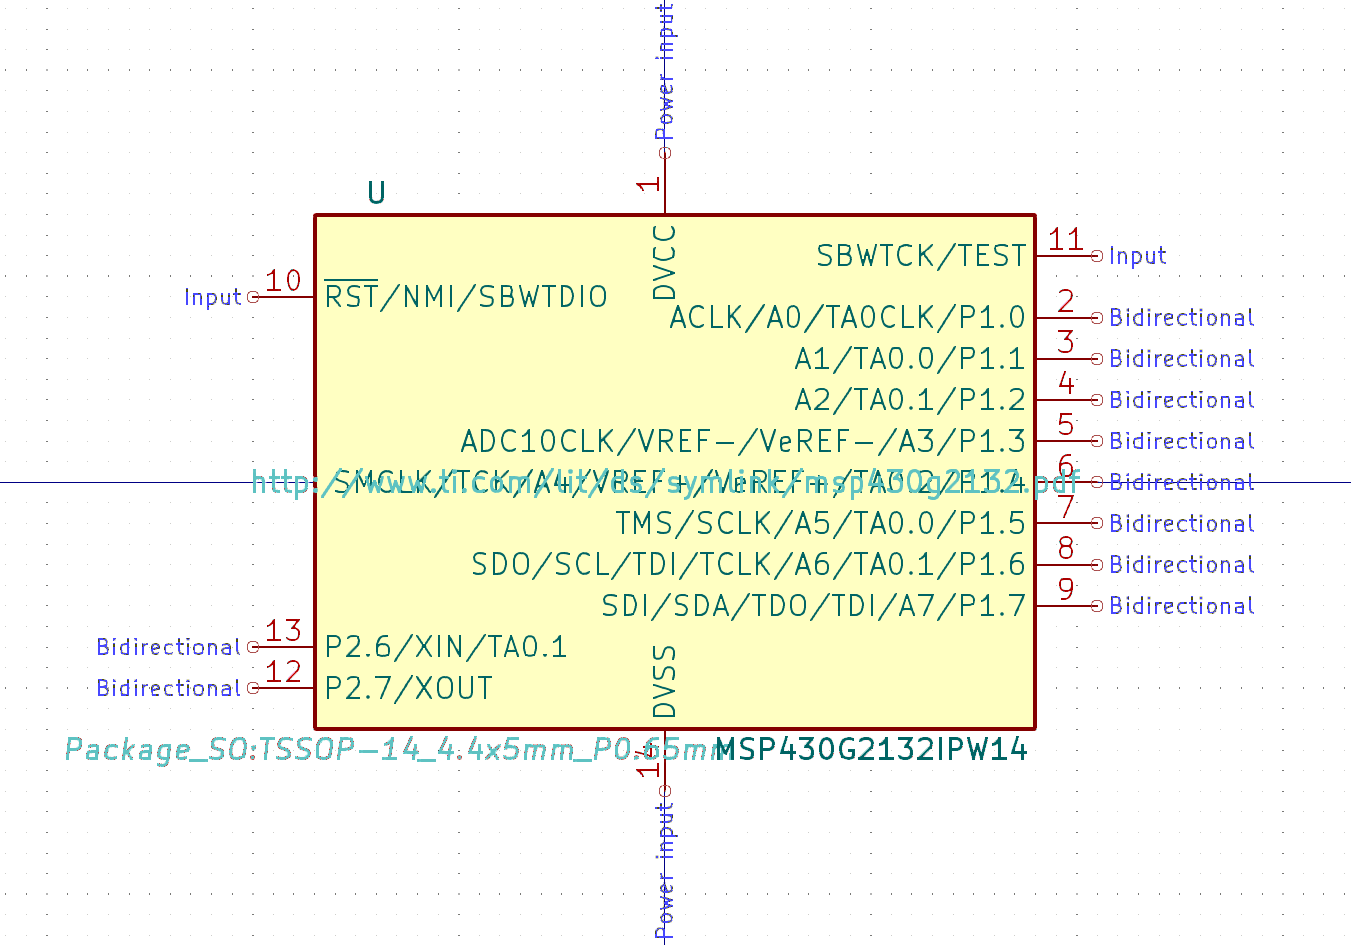 Power input
1
U
DVCC
SBWTCK/TEST
11
Input
Input
10
RST/NMI/SBWTDIO
ACLK/A0/TA0CLK/P1.0
2
Bidirectional
A1/TA0.0/P1.1
3
Bidirectional
A2/TA0.1/P1.2
4
Bidirectional
ADC10CLK/VREF-/VeREF-/A3/P1.3
5
Bidirectional
SMCLK/TCK/A4/VREF+/VeREF+/TA0.2/P1.4
http://www.ti.com/lit/ds/symlink/msp430g2132.pdf
6
Bidirectional
TMS/SCLK/A5/TA0.0/P1.5
7
Bidirectional
SDO/SCL/TDI/TCLK/A6/TA0.1/P1.6
8
Bidirectional
SDI/SDA/TDO/TDI/A7/P1.7
9
Bidirectional
Bidirectional
13
P2.6/XIN/TA0.1
Bidirectional
12
P2.7/XOUT
DVSS
Package_SO:TSSOP-14_4.4x5mm_P0.65mm
MSP430G2132IPW14
14
Power input